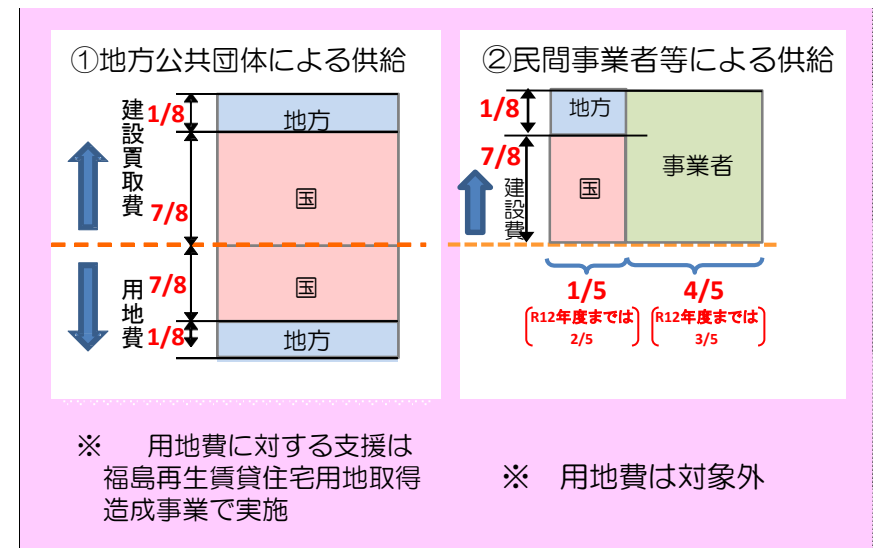 ①地方公共団体による供給
建設買取費
1/8
地方
7/8
国
用地費
7/8
国
1/8
地方
※ 用地費に対する支援は
福島再生賃貸住宅用地取得
造成事業で実施
②民間事業者等による供給
1/8
地方
7/8
建設費
国
事業者
1/5
R12年度までは
2/5
4/5
R12年度までは
3/5
※ 用地費は対象外